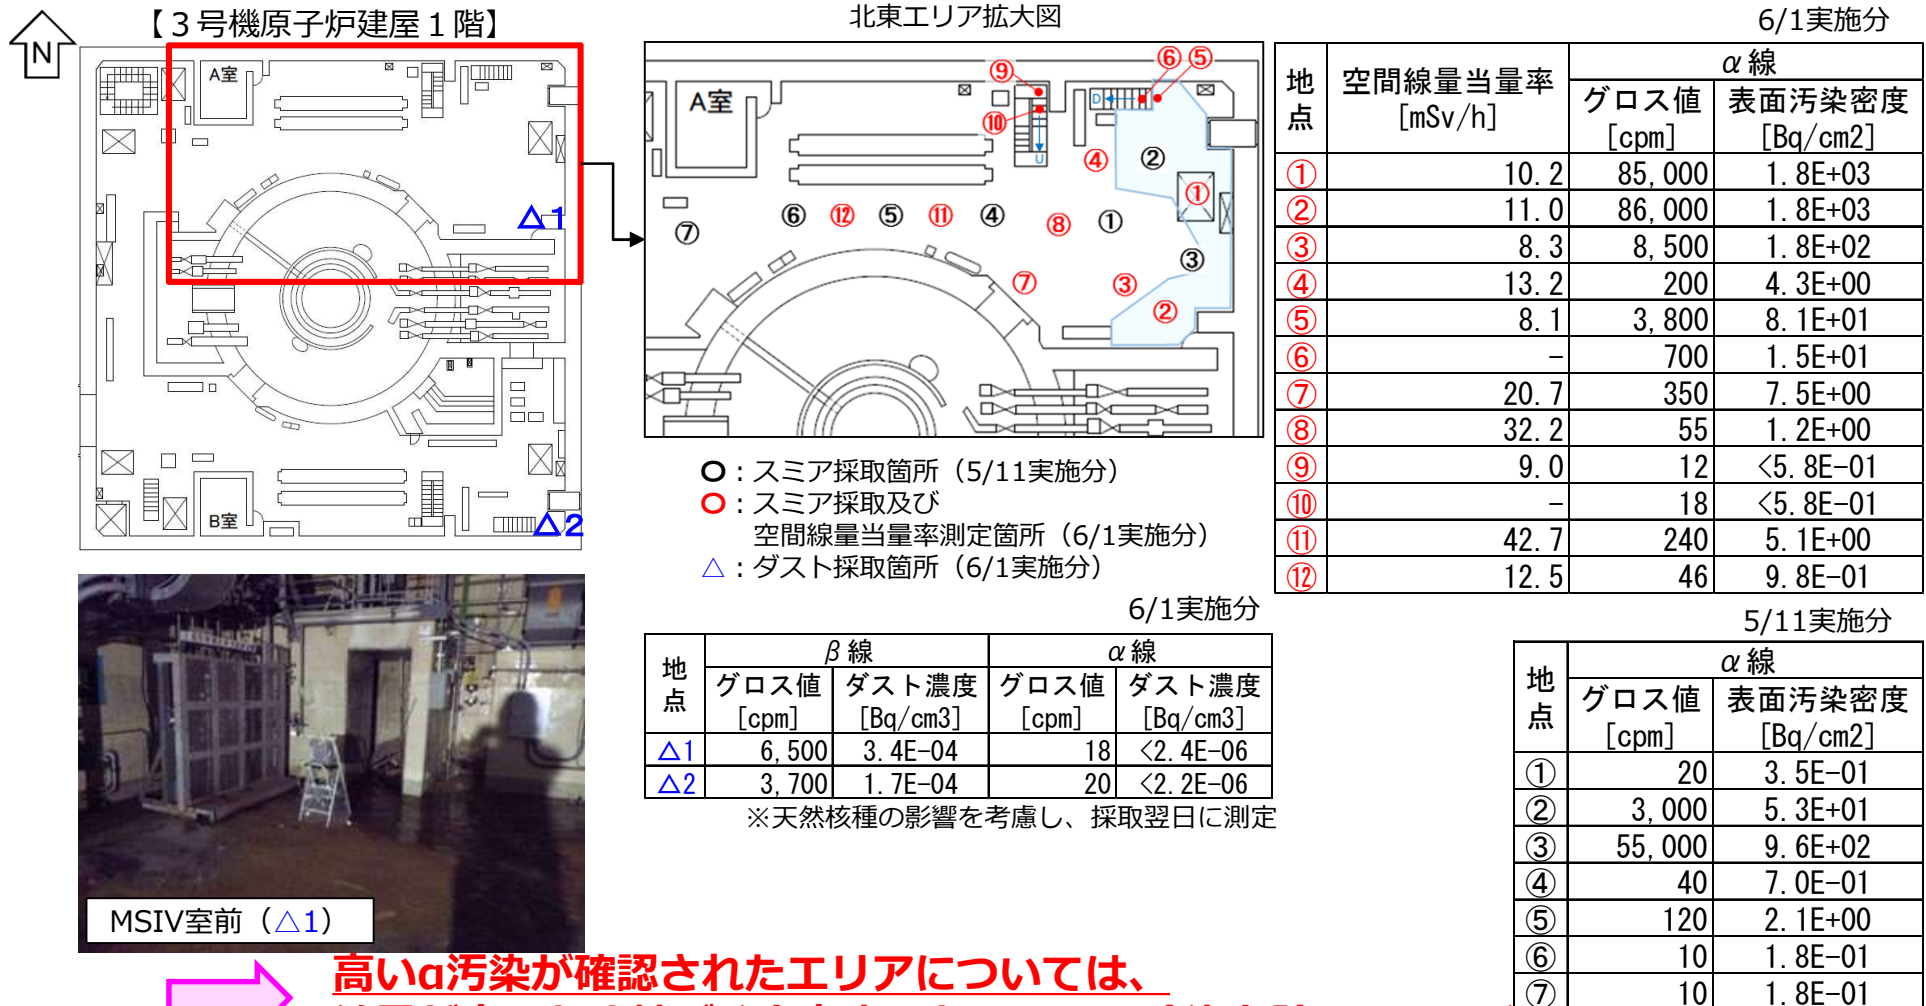 【３号機原子炉建屋１階】
N
A室
△1
B室
△2
MSIV室前（△1）
北東エリア拡大図
A室
⑨
⑩
U
D
⑥⑤
④
②
①
⑦
⑥
⑫
⑤
⑪
④
⑧
①
③
⑦
③
②
○：スミア採取箇所（5/11実施分）
○：スミア採取及び
空間線量当量率測定箇所（6/1実施分）
△：ダスト採取箇所（6/1実施分）
6/1実施分
地点 空間線量当量率[mSv/h] α線
グロス値[cpm] 表面汚染密度[Bq/cm2]
① 10.2 85,000 1.8E+03
② 11.0 86,000 1.8E+03
③ 8.3 8,500 1.8E+02
④ 13.2 200 4.3E+00
⑤ 8.1 3,800 8.1E+01
⑥ − 700 1.5E+01
⑦ 20.7 350 7.5E+00
⑧ 32.2 55 1.2E+00
⑨ 9.0 12 <5.8E−01
⑩ − 18 <5.8E−01
⑪ 42.7 240 5.1E+00
⑫ 12.5 46 9.8E−01
6/1実施分
地点 β線 α線
グロス値[cpm] ダスト濃度[Bq/cm3] グロス値[cpm] ダスト濃度[Bq/cm3]
△1 6,500 3.4E−04 18 <2.4E−06
△2 3,700 1.7E−04 20 <2.2E−06
※天然核種の影響を考慮し、採取翌日に測定
5/11実施分
地点 α線
グロス値[cpm] 表面汚染密度[Bq/cm2]
① 20 3.5E−01
② 3,000 5.3E+01
③ 55,000 9.6E+02
④ 40 7.0E−01
⑤ 120 2.1E+00
⑥ 10 1.8E−01
⑦ 10 1.8E−01
高いα汚染が確認されたエリアについては、